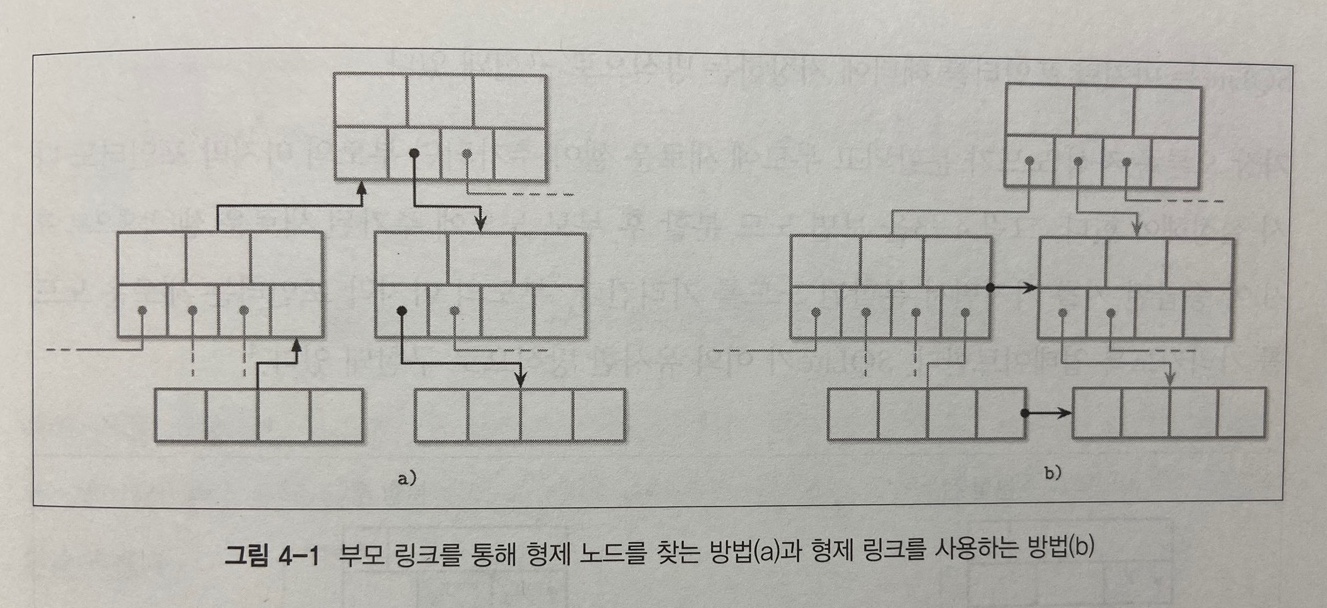 a)
b)
그림 4-1 부모 링크를 통해 형제 노드를 찾는 방법(a)과 형제 링크를 사용하는 방법(b)